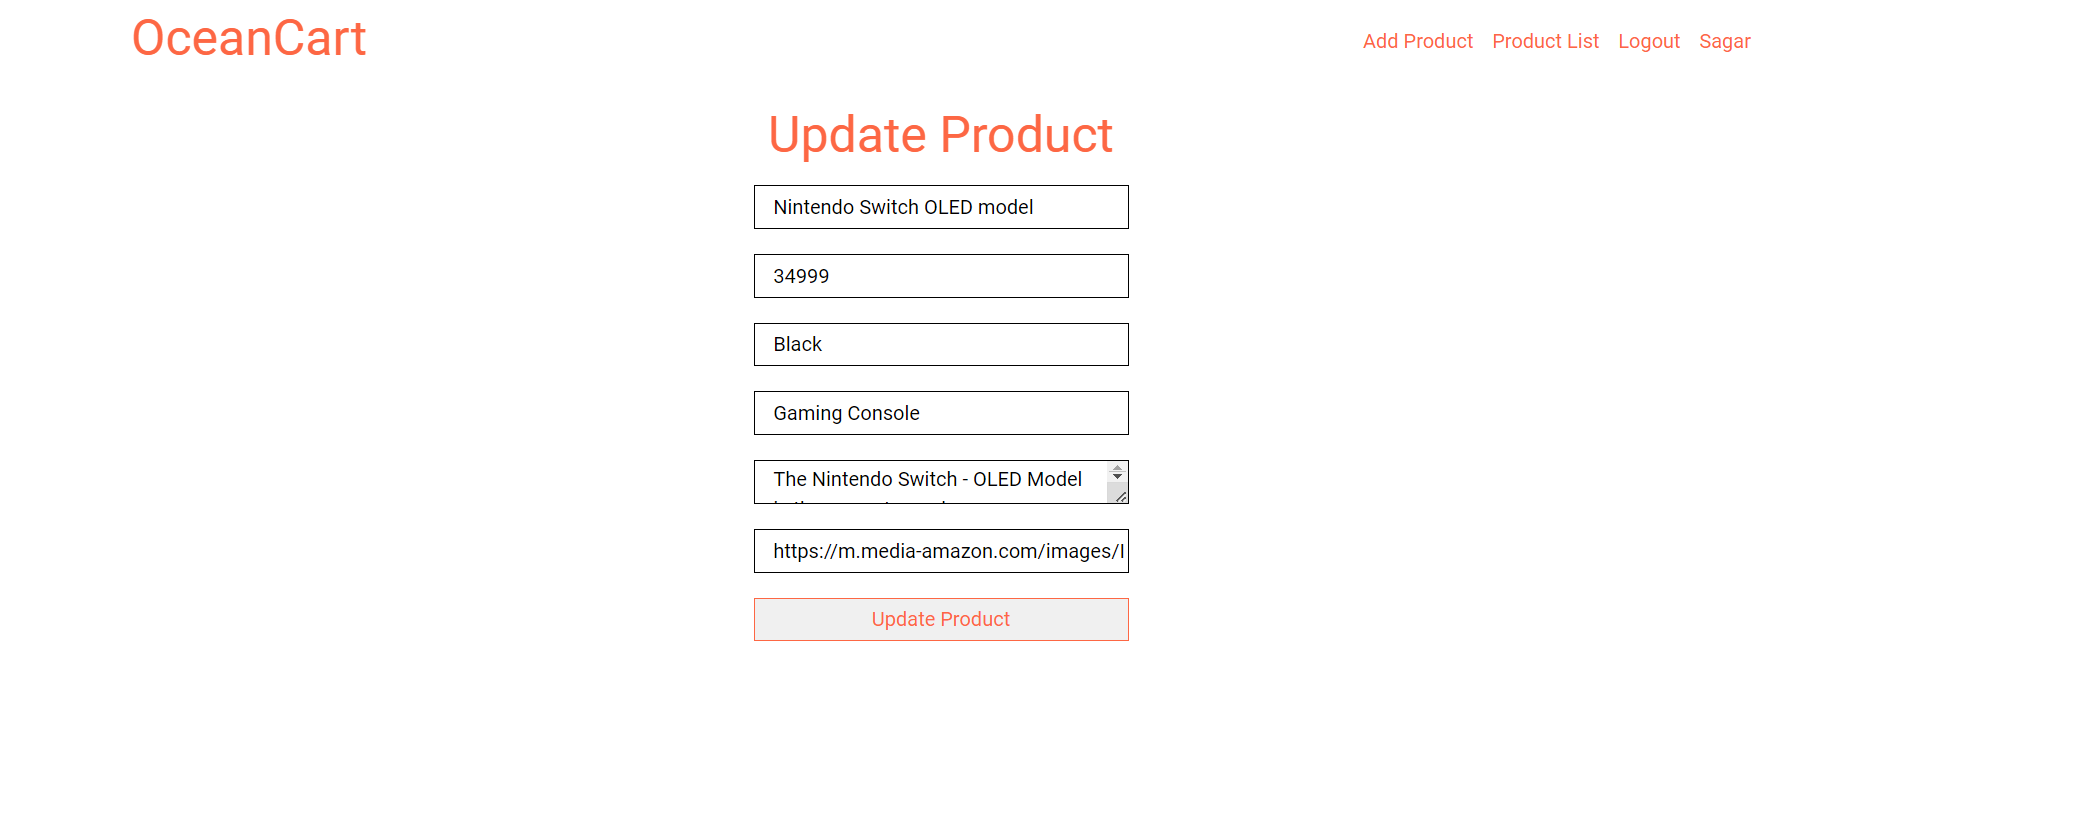 OceanCart
Add Product Product List Logout Sagar
Update Product
Nintendo Switch OLED model
34999
Black
Gaming Console
The Nintendo Switch - OLED Model
https://m.media-amazon.com/images/I
Update Product